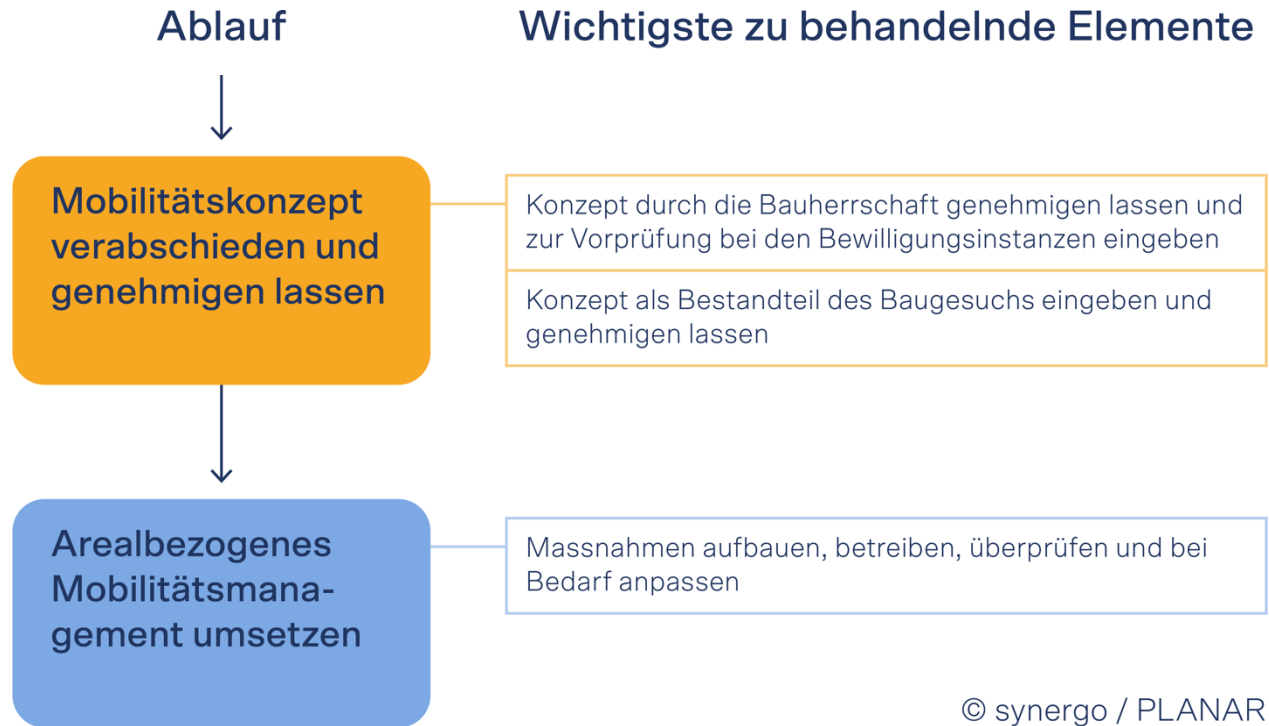 Ablauf
Wichtigste zu behandelnde Elemente
Mobilitätskonzept
verabschieden und
genehmigen lassen
Konzept durch die Bauherrschaft genehmigen lassen und
zur Vorprüfung bei den Bewilligungsinstanzen eingeben
Konzept als Bestandteil des Baugesuchs eingeben und
genehmigen lassen
Arealbezogenes
Mobilitätsmana-
gement umsetzen
Massnahmen aufbauen, betreiben, überprüfen und bei
Bedarf anpassen
© synergo / PLANAR